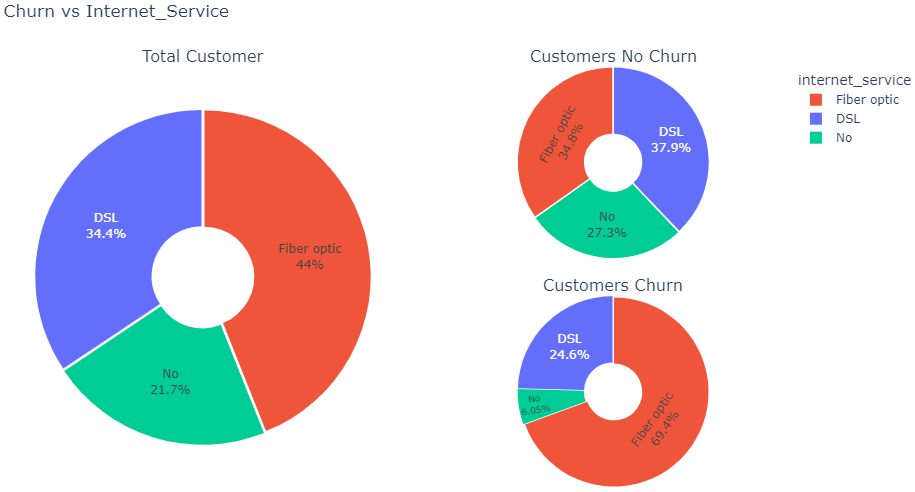 Churn vs Internet_Service
Total Customer
DSL
34.4%
Fiber optic
44%
No
21.7%
Customers No Churn
Fiber optic
34.8%
DSL
37.9%
No
27.3%
Customers Churn
DSL
24.6%
No
6.05%
Fiber optic
69.4%
internet_service
Fiber optic
DSL
No